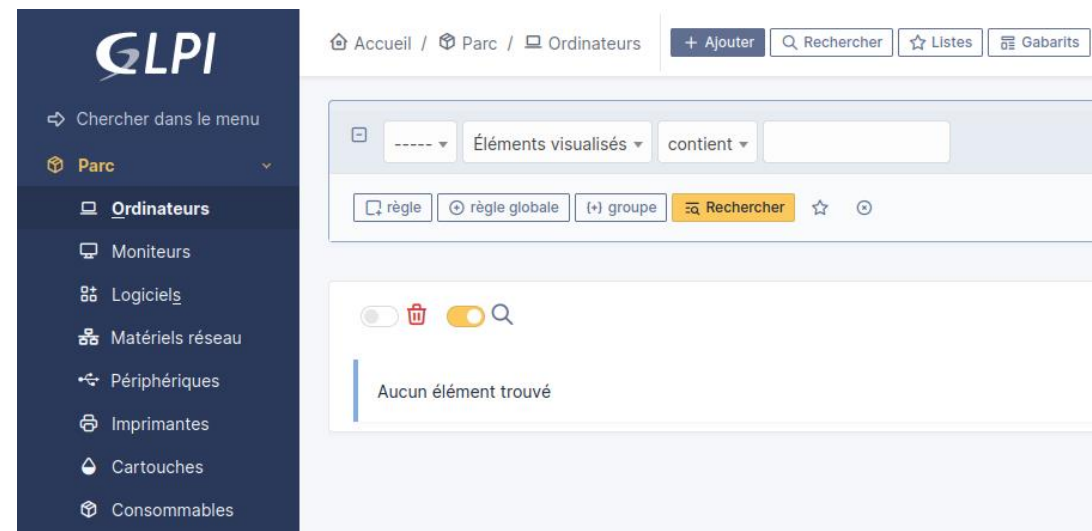 GLPI
Chercher dans le menu
Parc
Ordinateurs
Moniteurs
Logiciels
Matériels réseau
Périphériques
Imprimantes
Cartouches
Consommables
Accueil / Parc / Ordinateurs + Ajouter Rechercher Listes Gabarits
----- Éléments visualisés contient
règle règle globale (+) groupe Rechercher
Aucun élément trouvé